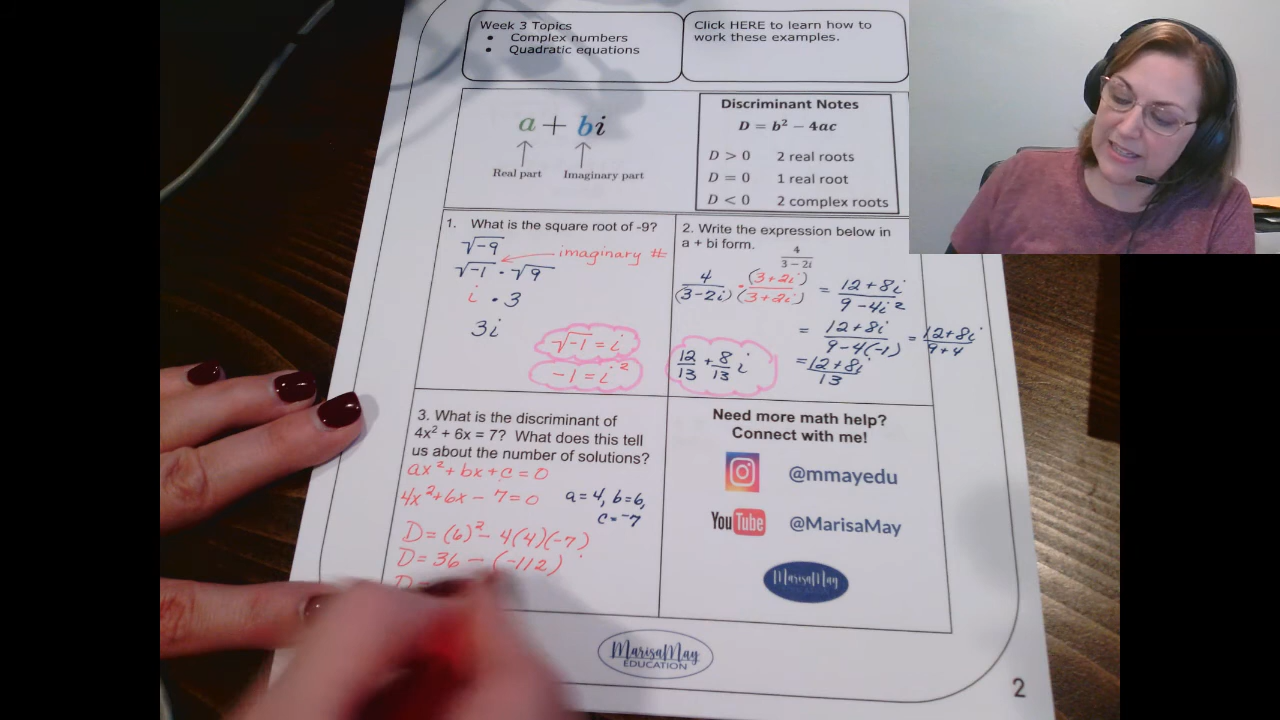 Week 3 Topics
• Complex numbers
• Quadratic equations
Click HERE to learn how to
work these examples.
a + bi
Real part Imaginary part
Discriminant Notes
D = b² − 4ac
D > 0 2 real roots
D = 0 1 real root
D < 0 2 complex roots
1. What is the square root of -9?
√-9
√-1 · √9
imaginary #
i · 3
3i
√-1 = i
-1 = i²
2. Write the expression below in
a + bi form.
4/(3 − 2i)
4/(3-2i) · (3+2i)/(3+2i) = (12+8i)/(9-4i²)
= (12+8i)/(9-4(-1)) = (12+8i)/(9+4)
= (12+8i)/13
12/13 + 8/13 i
3. What is the discriminant of
4x² + 6x = 7? What does this tell
us about the number of solutions?
ax² + bx + c = 0
4x²+6x - 7 = 0
a = 4, b = 6,
c = -7
D = (6)² - 4(4)(-7)
D = 36 - (-112)
D =
Need more math help?
Connect with me!
@mmayedu
YouTube @MarisaMay
MarisaMay
MarisaMay
EDUCATION
2